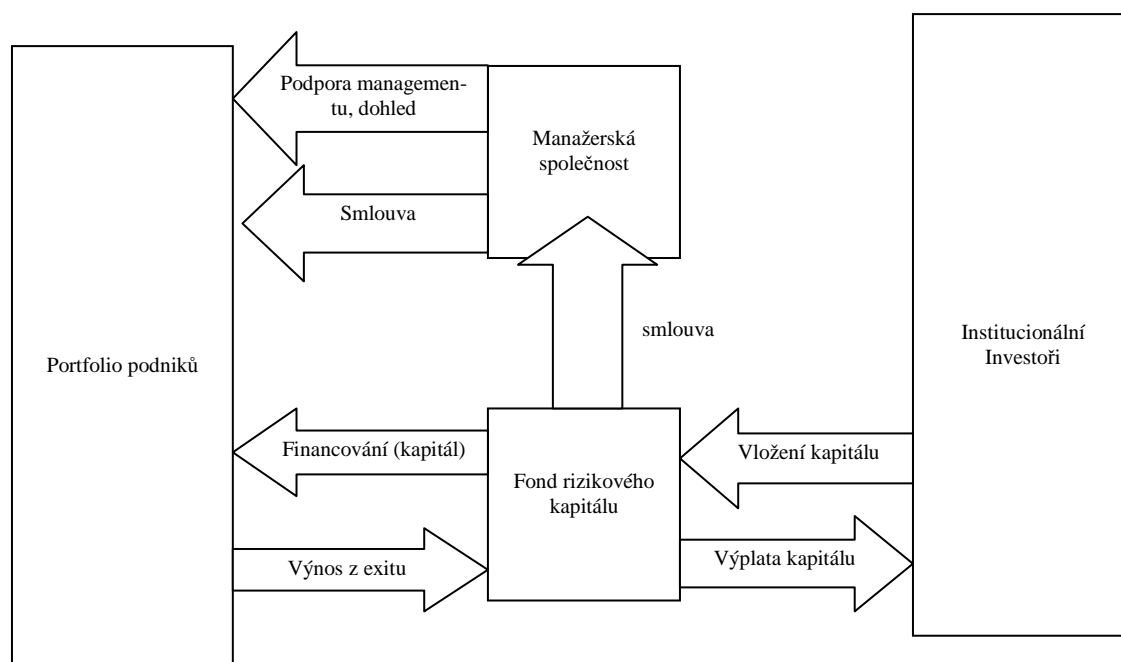 Podpora managemen-
tu, dohled
Manažerská
společnost
Smlouva
smlouva
Institucionální
Investoři
Portfolio podniků
Financování (kapitál)
Fond rizikového
kapitálu
Vložení kapitálu
Výnos z exitu
Výplata kapitálu